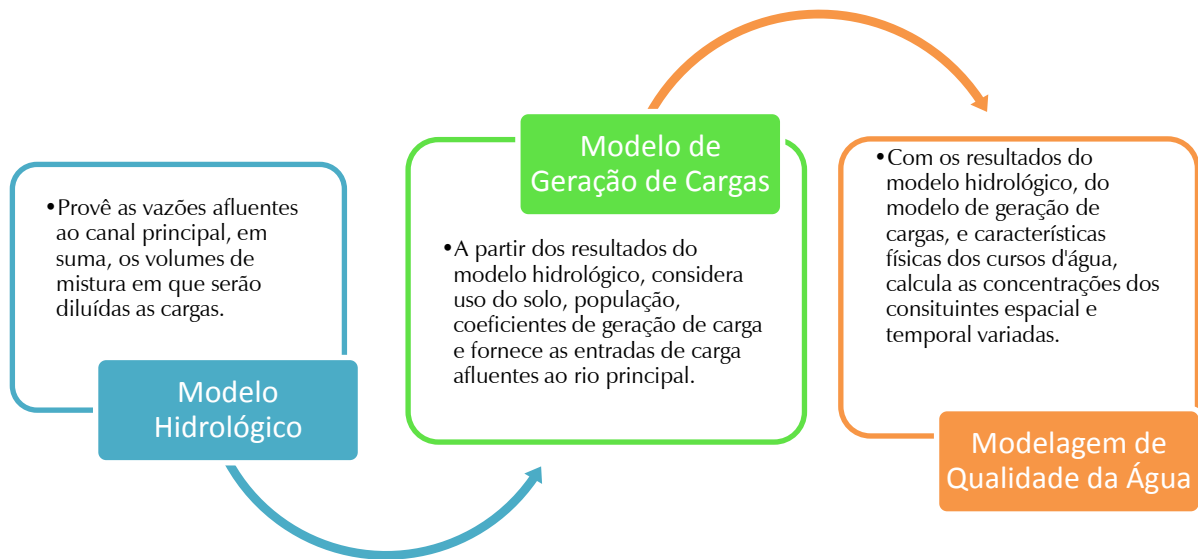 •Provê as vazões afluentes
ao canal principal, em
suma, os volumes de
mistura em que serão
diluídas as cargas.
Modelo
Hidrológico
Modelo de
Geração de Cargas
•A partir dos resultados do
modelo hidrológico, considera
uso do solo, população,
coeficientes de geração de carga
e fornece as entradas de carga
afluentes ao rio principal.
•Com os resultados do
modelo hidrológico, do
modelo de geração de
cargas, e características
físicas dos cursos d'água,
calcula as concentrações dos
consituintes espacial e
temporal variadas.
Modelagem de
Qualidade da Água